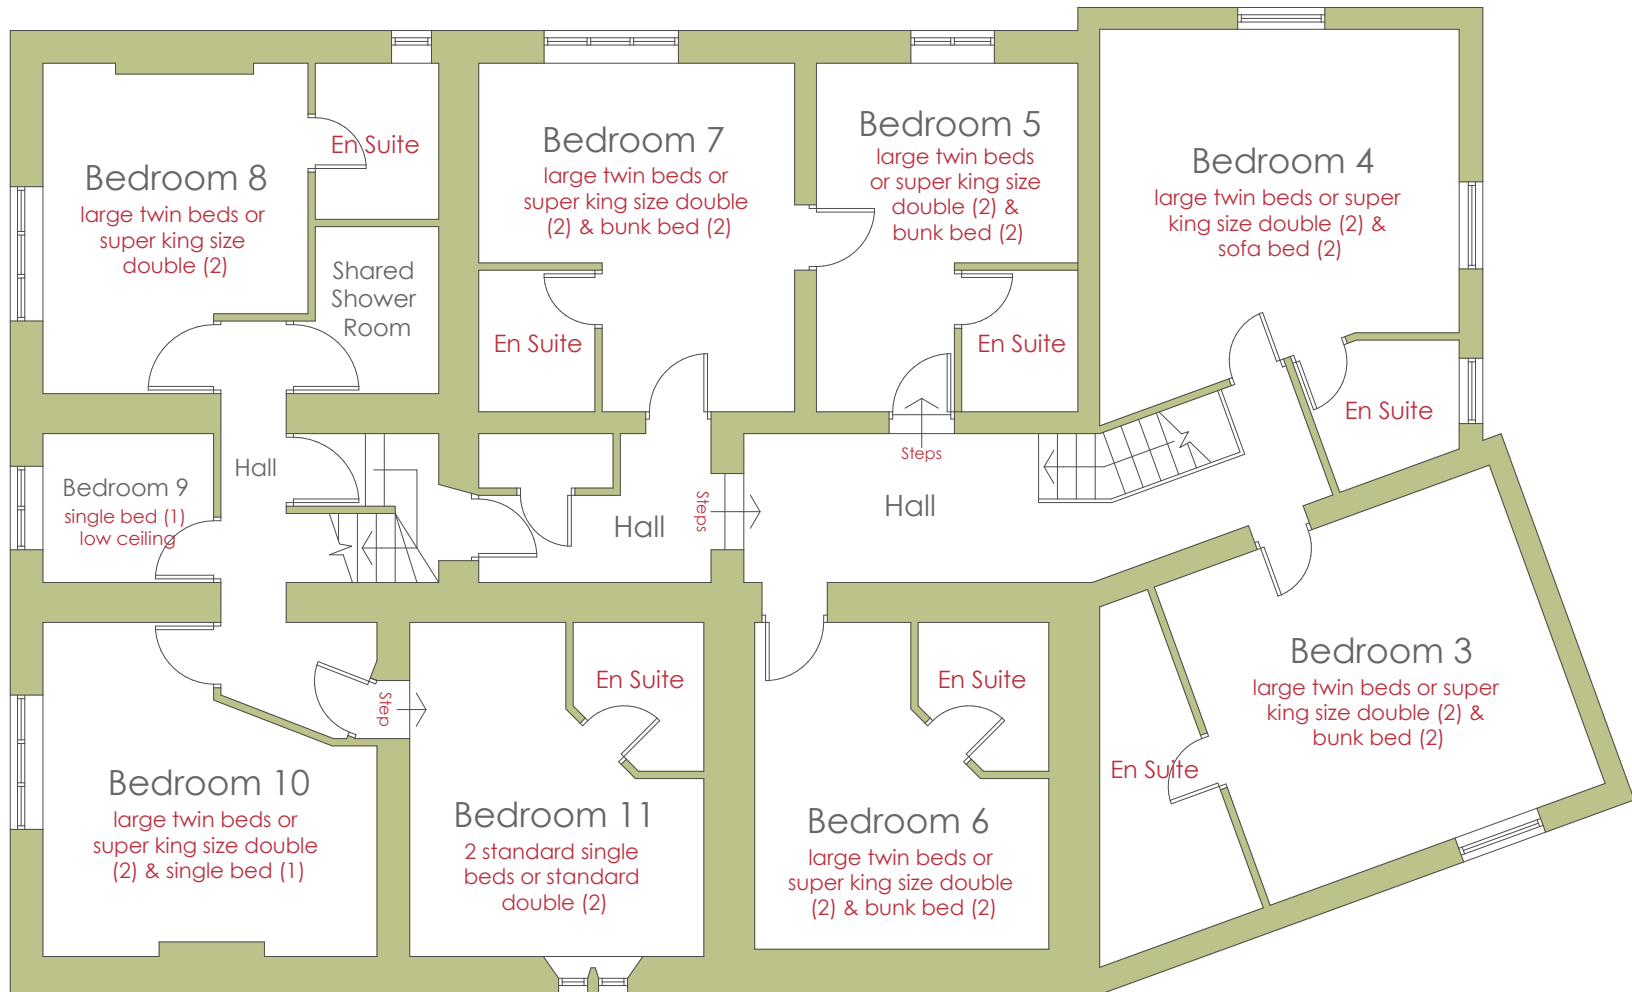 Bedroom 8
large twin beds or
super king size
double (2)
En Suite
Shared
Shower
Room
Bedroom 7
large twin beds or
super king size double
(2) & bunk bed (2)
En Suite
Bedroom 5
large twin beds
or super king size
double (2) &
bunk bed (2)
En Suite
Bedroom 4
large twin beds or super
king size double (2) &
sofa bed (2)
En Suite
Bedroom 9
single bed (1)
low ceiling
Hall
Hall
Steps
Hall
Steps
Bedroom 10
large twin beds or
super king size double
(2) & single bed (1)
Step
Bedroom 11
2 standard single
beds or standard
double (2)
En Suite
Bedroom 6
large twin beds or
super king size double
(2) & bunk bed (2)
En Suite
Bedroom 3
large twin beds or super
king size double (2) &
bunk bed (2)
En Suite